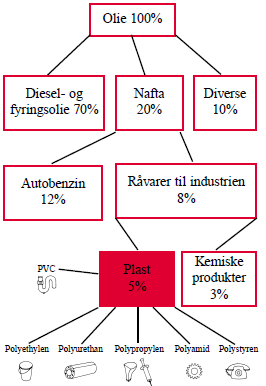 Olie 100%
Diesel- og
fyringsolie 70%
Nafta
20%
Diverse
10%
Autobenzin
12%
Råvarer til industrien
8%
PVC
Plast
5%
Kemiske
produkter
3%
Polyethylen
Polyurethan
Polypropylen
Polyamid
Polystyren